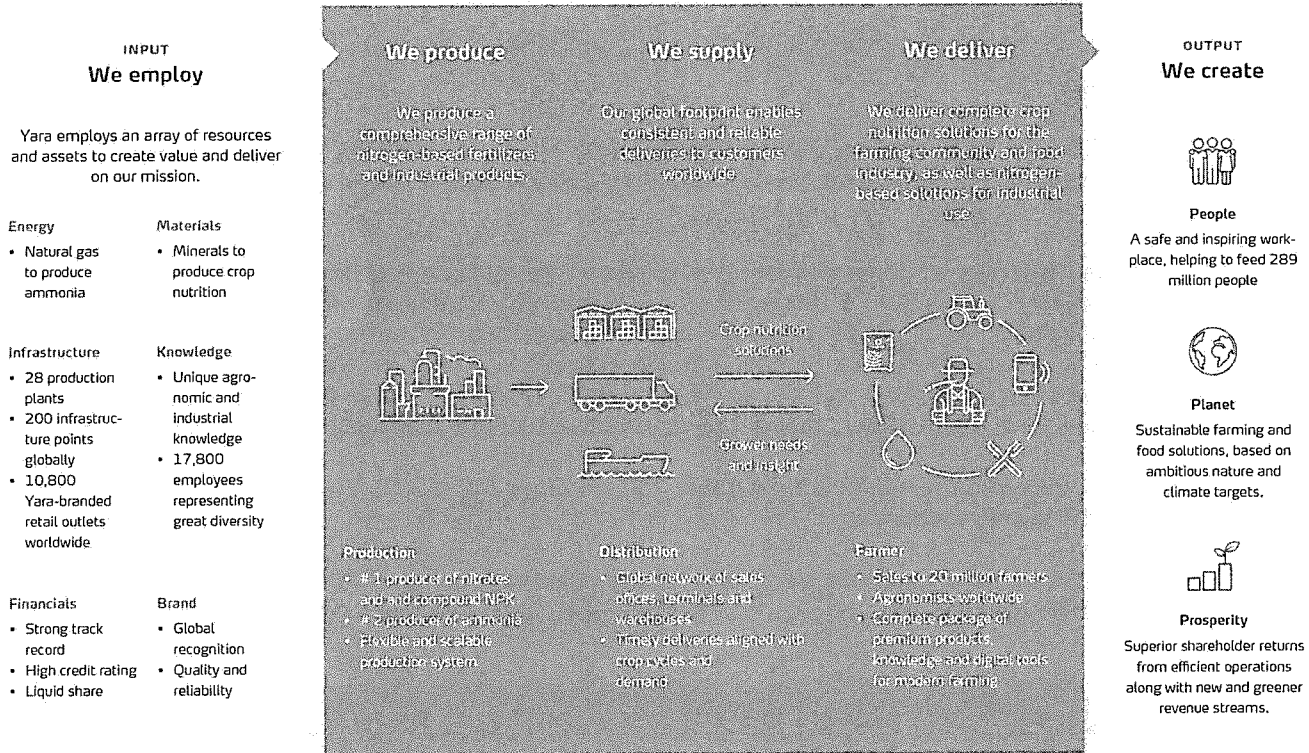 INPUT
We employ
Yara employs an array of resources
and assets to create value and deliver
on our mission.
Energy
• Natural gas
to produce
ammonia
Materials
• Minerals to
produce crop
nutrition
Infrastructure
• 28 production
plants
• 200 infrastruc-
ture points
globally
• 10,800
Yara-branded
retail outlets
worldwide
Knowledge
• Unique agro-
nomic and
industrial
knowledge
• 17,800
employees
representing
great diversity
Financials
• Strong track
record
• High credit rating
• Liquid share
Brand
• Global
recognition
• Quality and
reliability
We produce
We produce a
comprehensive range of
nitrogen-based fertilizers
and industrial products.
We supply
Our global footprint enables
consistent and reliable
deliveries to customers
worldwide
We deliver
We deliver complete crop
nutrition solutions for the
farming community and food
industry, as well as nitrogen-
based solutions for industrial
use
Crop nutrition
solutions
Grower needs
and insight
Production
• # 1 producer of nitrates
and and compound NPK
• # 2 producer of ammonia
• Flexible and scalable
production system
Distribution
• Global network of sales
offices, terminals and
warehouses
• Timely deliveries aligned with
crop cycles and
demand
Farmer
• Sales to 20 million farmers
• Agronomists worldwide
• Complete package of
premium products,
knowledge and digital tools
for modern farming
OUTPUT
We create
People
A safe and inspiring work-
place, helping to feed 289
million people
Planet
Sustainable farming and
food solutions, based on
ambitious nature and
climate targets.
Prosperity
Superior shareholder returns
from efficient operations
along with new and greener
revenue streams.